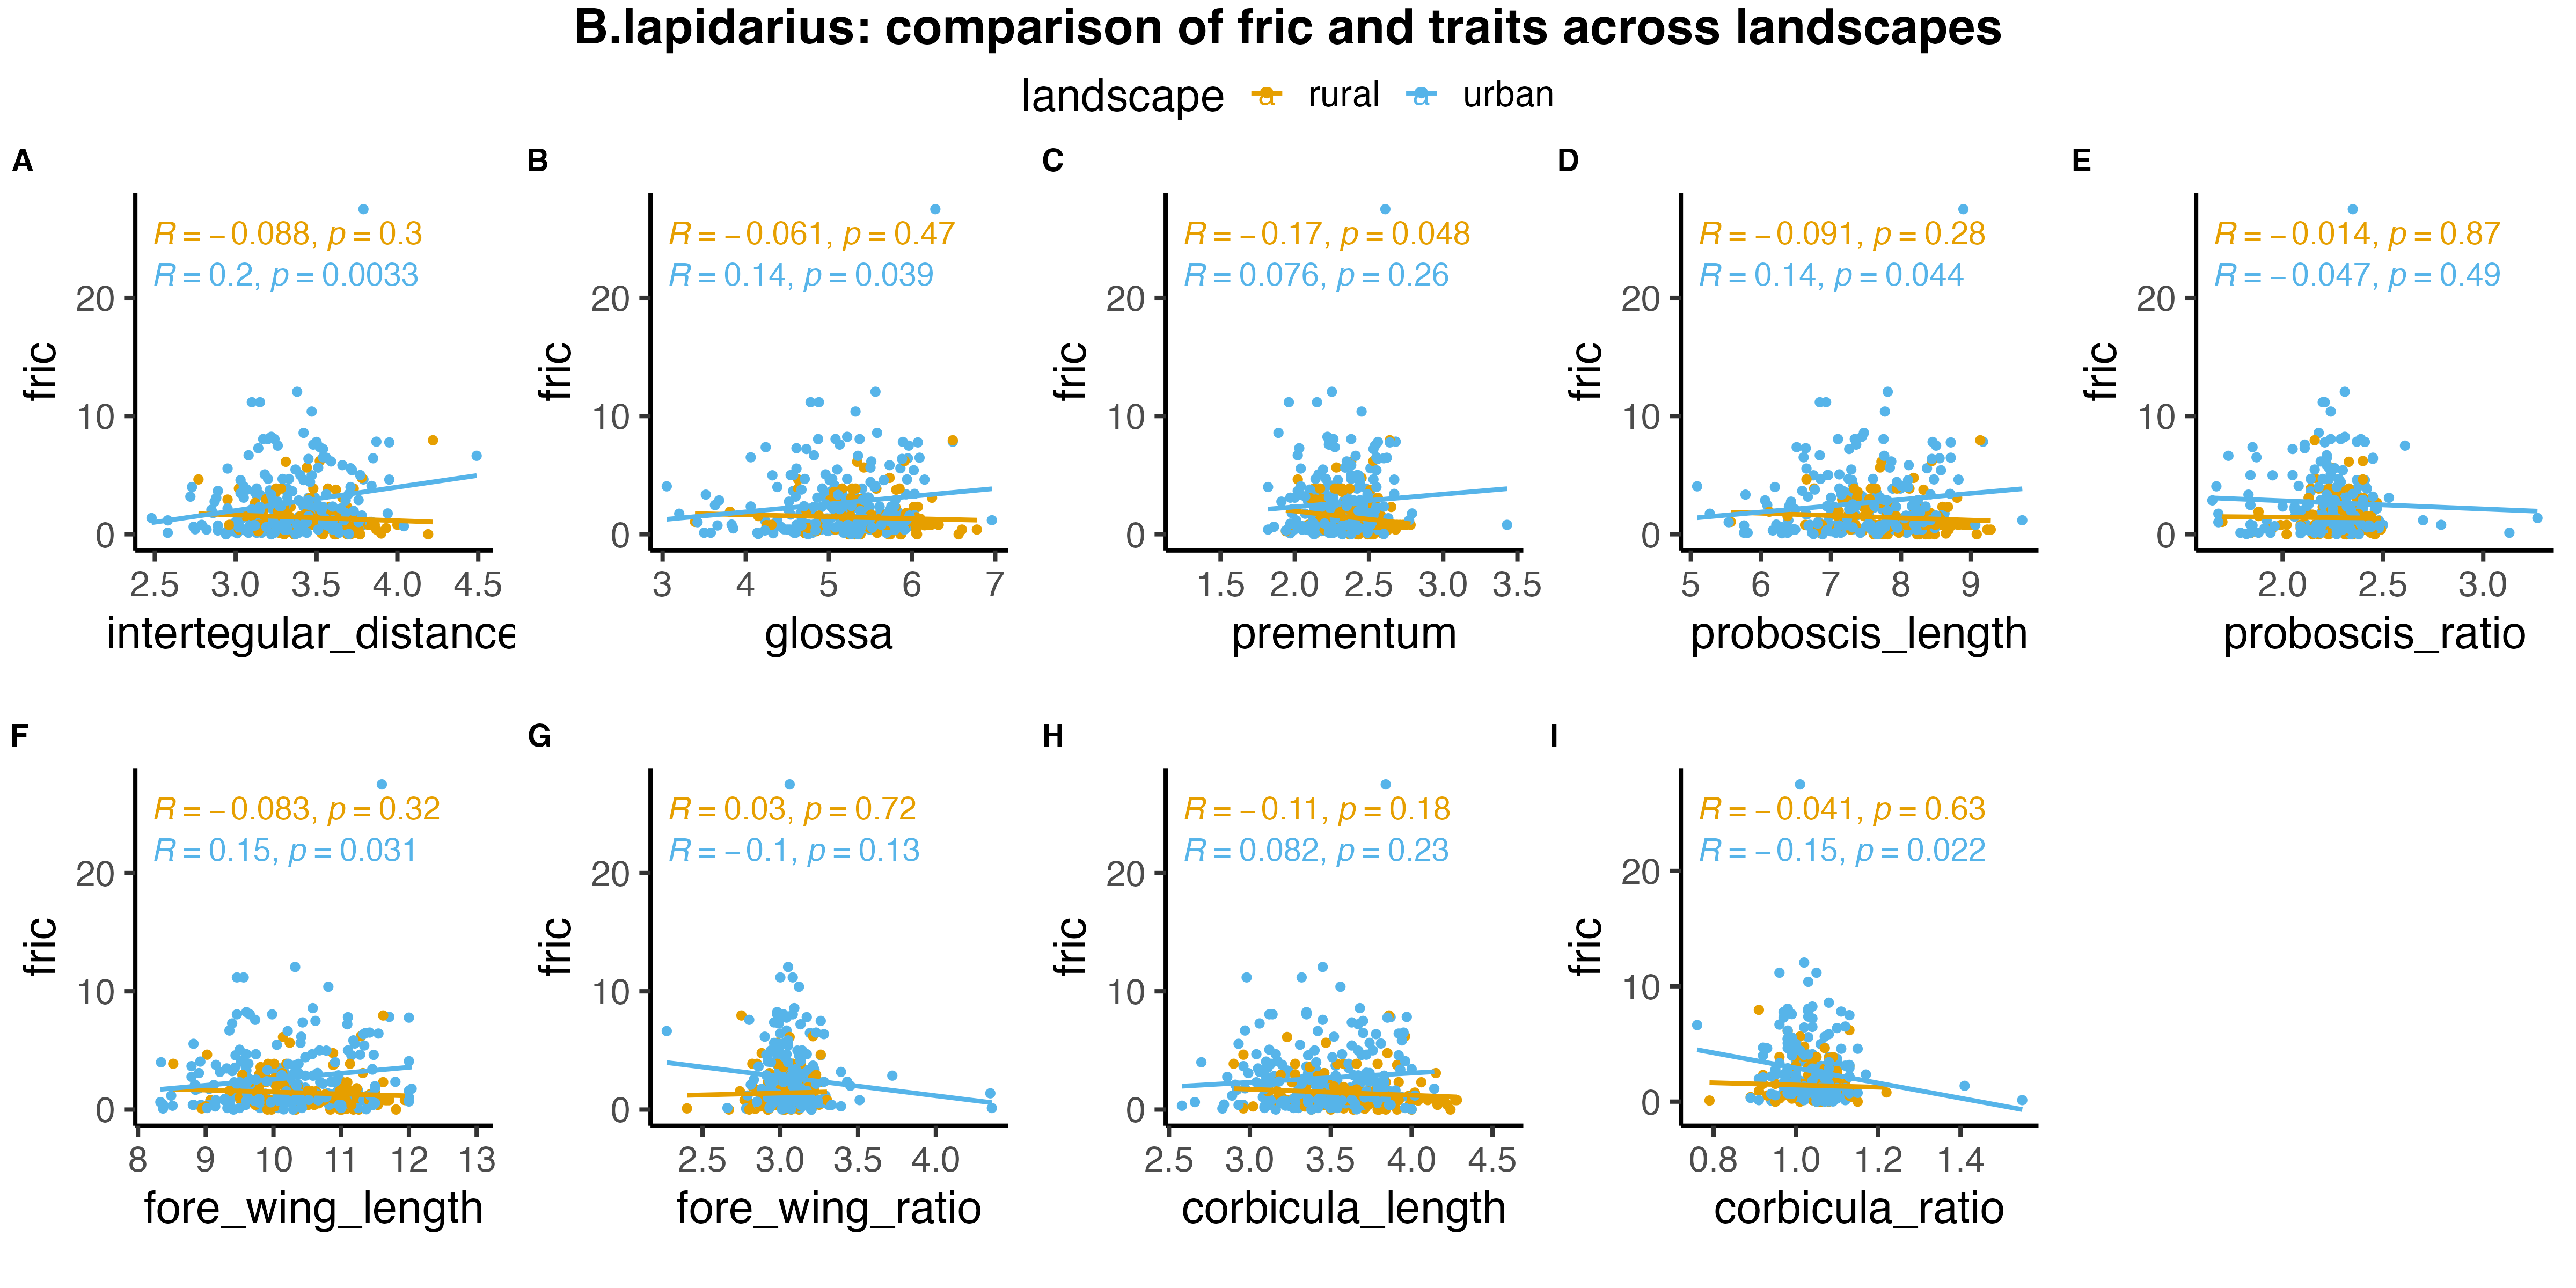 B.lapidarius: comparison of fric and traits across landscapes
landscape a rural a urban
A
R = −0.088, p = 0.3
R = 0.2, p = 0.0033
fric
20
10
0
2.5 3.0 3.5 4.0 4.5
intertegular_distance
B
R = −0.061, p = 0.47
R = 0.14, p = 0.039
fric
20
10
0
3 4 5 6 7
glossa
C
R = −0.17, p = 0.048
R = 0.076, p = 0.26
fric
20
10
0
1.5 2.0 2.5 3.0 3.5
prementum
D
R = −0.091, p = 0.28
R = 0.14, p = 0.044
fric
20
10
0
5 6 7 8 9
proboscis_length
E
R = −0.014, p = 0.87
R = −0.047, p = 0.49
fric
20
10
0
2.0 2.5 3.0
proboscis_ratio
F
R = −0.083, p = 0.32
R = 0.15, p = 0.031
fric
20
10
0
8 9 10 11 12 13
fore_wing_length
G
R = 0.03, p = 0.72
R = −0.1, p = 0.13
fric
20
10
0
2.5 3.0 3.5 4.0
fore_wing_ratio
H
R = −0.11, p = 0.18
R = 0.082, p = 0.23
fric
20
10
0
2.5 3.0 3.5 4.0 4.5
corbicula_length
I
R = −0.041, p = 0.63
R = −0.15, p = 0.022
fric
20
10
0
0.8 1.0 1.2 1.4
corbicula_ratio